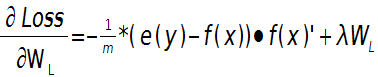 ∂ Loss/∂W_L = -1/m*(e(y)-f(x))•f(x)'+λW_L